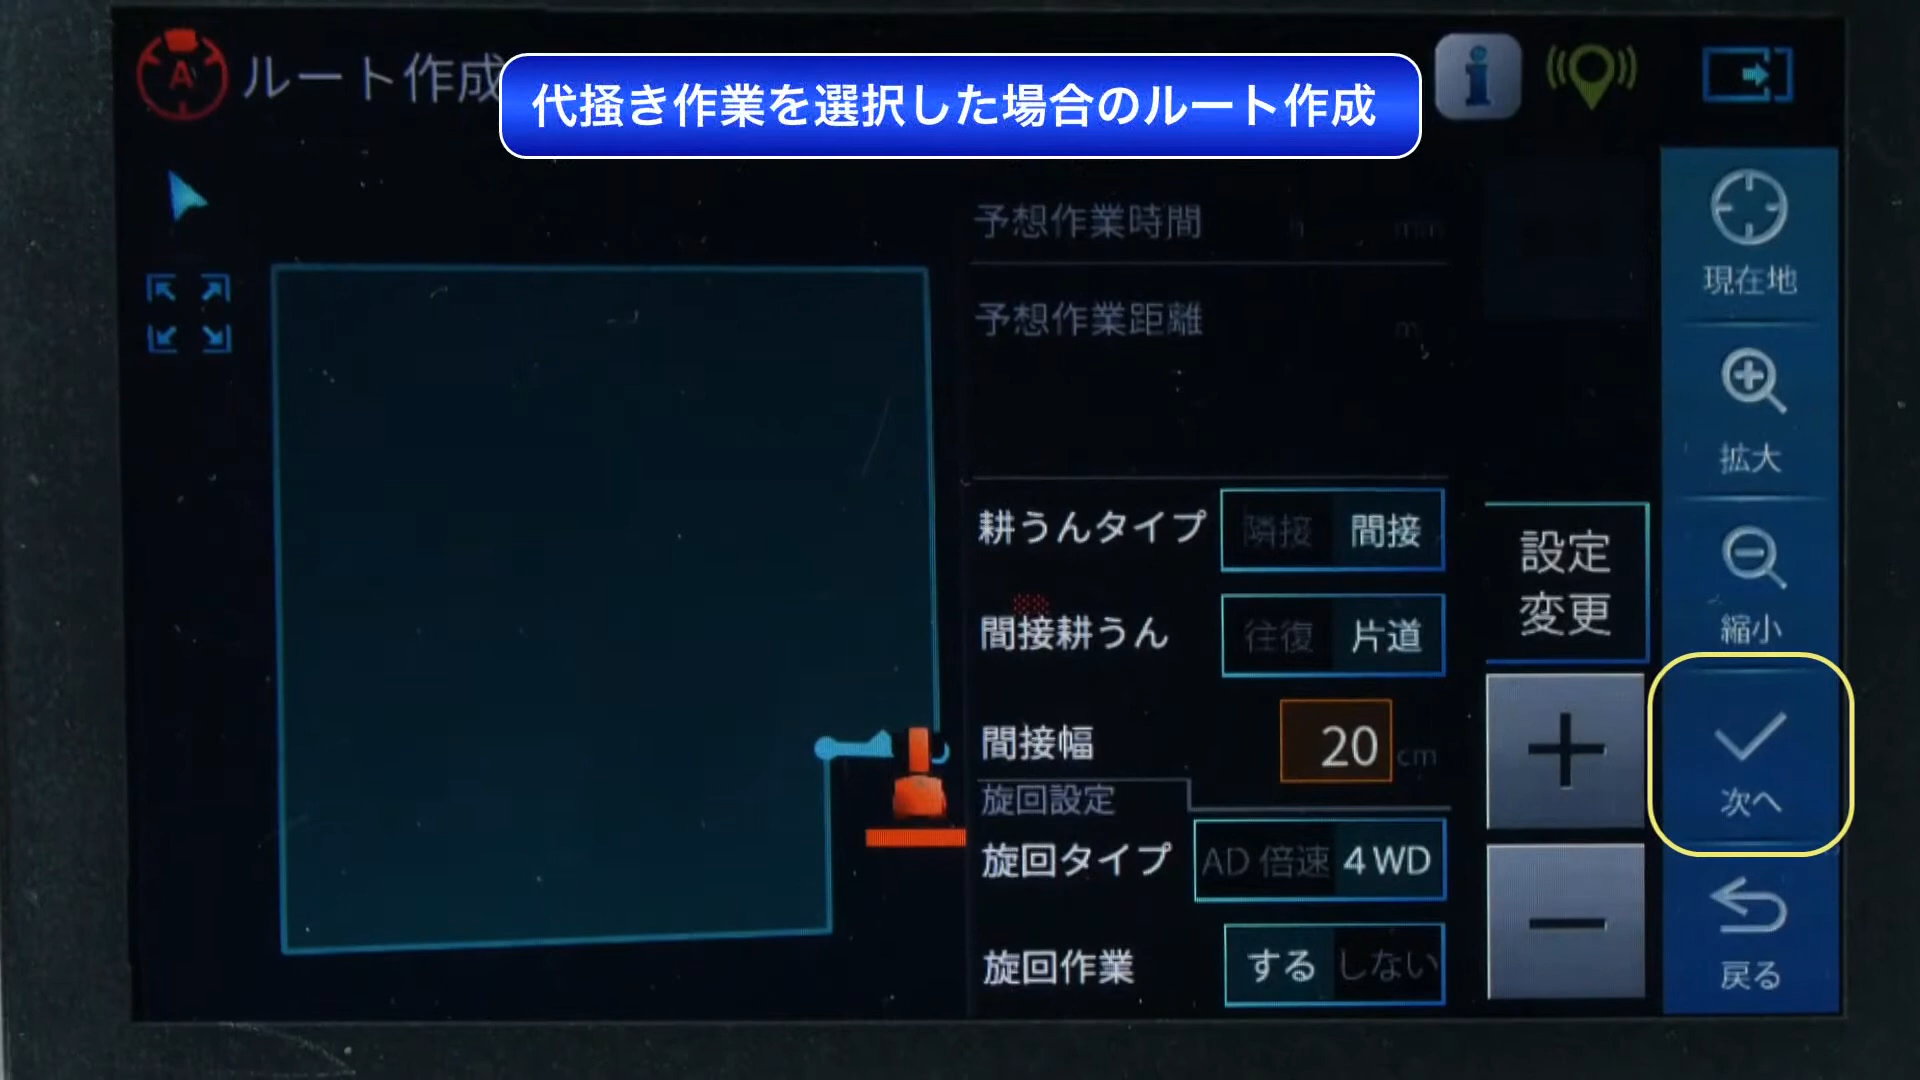 ルート作成
代掻き作業を選択した場合のルート作成
予想作業時間
予想作業距離 m
耕うんタイプ 隣接 間接
間接耕うん 往復 片道
間接幅 20 cm
旋回設定
旋回タイプ AD倍速 4WD
旋回作業 する しない
設定
変更
+
−
現在地
拡大
縮小
次へ
戻る